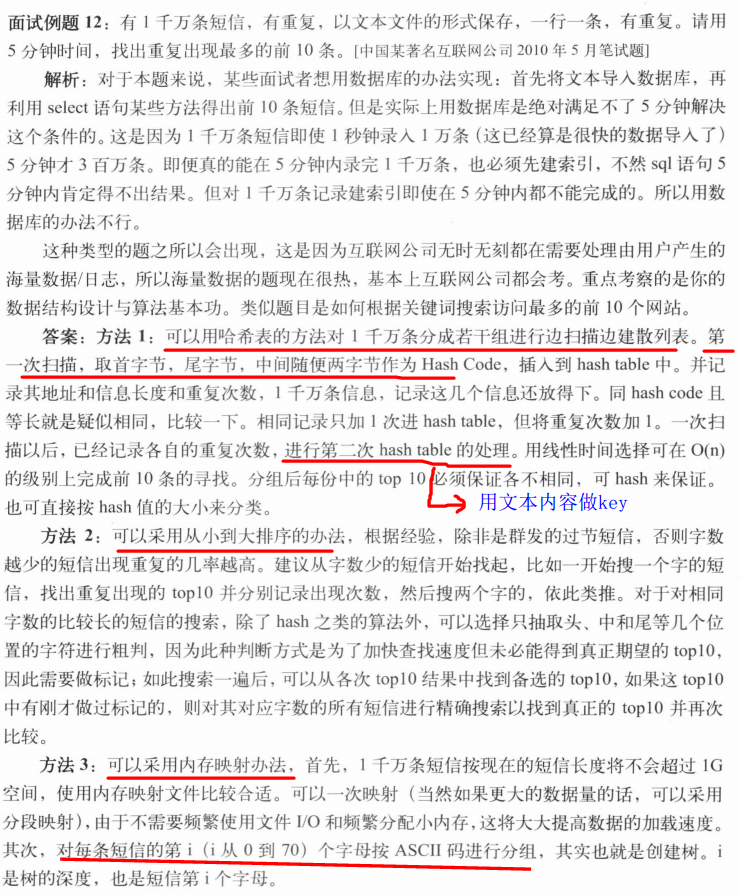 面试例题 12：有 1 千万条短信，有重复，以文本文件的形式保存，一行一条，有重复。请用
5 分钟时间，找出重复出现最多的前 10 条。[中国某著名互联网公司 2010 年 5 月笔试题]
解析：对于本题来说，某些面试者想用数据库的办法实现：首先将文本导入数据库，再
利用 select 语句某些方法得出前 10 条短信。但是实际上用数据库是绝对满足不了 5 分钟解决
这个条件的。这是因为 1 千万条短信即使 1 秒钟录入 1 万条（这已经算是很快的数据导入了）
5 分钟才 3 百万条。即便真的能在 5 分钟内录完 1 千万条，也必须先建索引，不然 sql 语句 5
分钟内肯定得不出结果。但对 1 千万条记录建索引即使在 5 分钟内都不能完成的。所以用数
据库的办法不行。
这种类型的题之所以会出现，这是因为互联网公司无时无刻都在需要处理由用户产生的
海量数据/日志，所以海量数据的题现在很热，基本上互联网公司都会考。重点考察的是你的
数据结构设计与算法基本功。类似题目是如何根据关键词搜索访问最多的前 10 个网站。
答案：方法 1：可以用哈希表的方法对 1 千万条分成若干组进行边扫描边建散列表。第
一次扫描，取首字节，尾字节，中间随便两字节作为 Hash Code，插入到 hash table 中。并记
录其地址和信息长度和重复次数，1 千万条信息，记录这几个信息还放得下。同 hash code 且
等长就是疑似相同，比较一下。相同记录只加 1 次进 hash table，但将重复次数加 1。一次扫
描以后，已经记录各自的重复次数，进行第二次 hash table 的处理。用线性时间选择可在 O(n)
的级别上完成前 10 条的寻找。分组后每份中的 top 10 必须保证各不相同，可 hash 来保证。
也可直接按 hash 值的大小来分类。
用文本内容做key
方法 2：可以采用从小到大排序的办法，根据经验，除非是群发的过节短信，否则字数
越少的短信出现重复的几率越高。建议从字数少的短信开始找起，比如一开始搜一个字的短
信，找出重复出现的 top10 并分别记录出现次数，然后搜两个字的，依此类推。对于对相同
字数的比较长的短信的搜索，除了 hash 之类的算法外，可以选择只抽取头、中和尾等几个位
置的字符进行粗判，因为此种判断方式是为了加快查找速度但未必能得到真正期望的 top10，
因此需要做标记；如此搜索一遍后，可以从各次 top10 结果中找到备选的 top10，如果这 top10
中有刚才做过标记的，则对其对应字数的所有短信进行精确搜索以找到真正的 top10 并再次
比较。
方法 3：可以采用内存映射办法，首先，1 千万条短信按现在的短信长度将不会超过 1G
空间，使用内存映射文件比较合适。可以一次映射（当然如果更大的数据量的话，可以采用
分段映射），由于不需要频繁使用文件 I/O 和频繁分配小内存，这将大大提高数据的加载速度。
其次，对每条短信的第 i（i 从 0 到 70）个字母按 ASCII 码进行分组，其实也就是创建树。i
是树的深度，也是短信第 i 个字母。